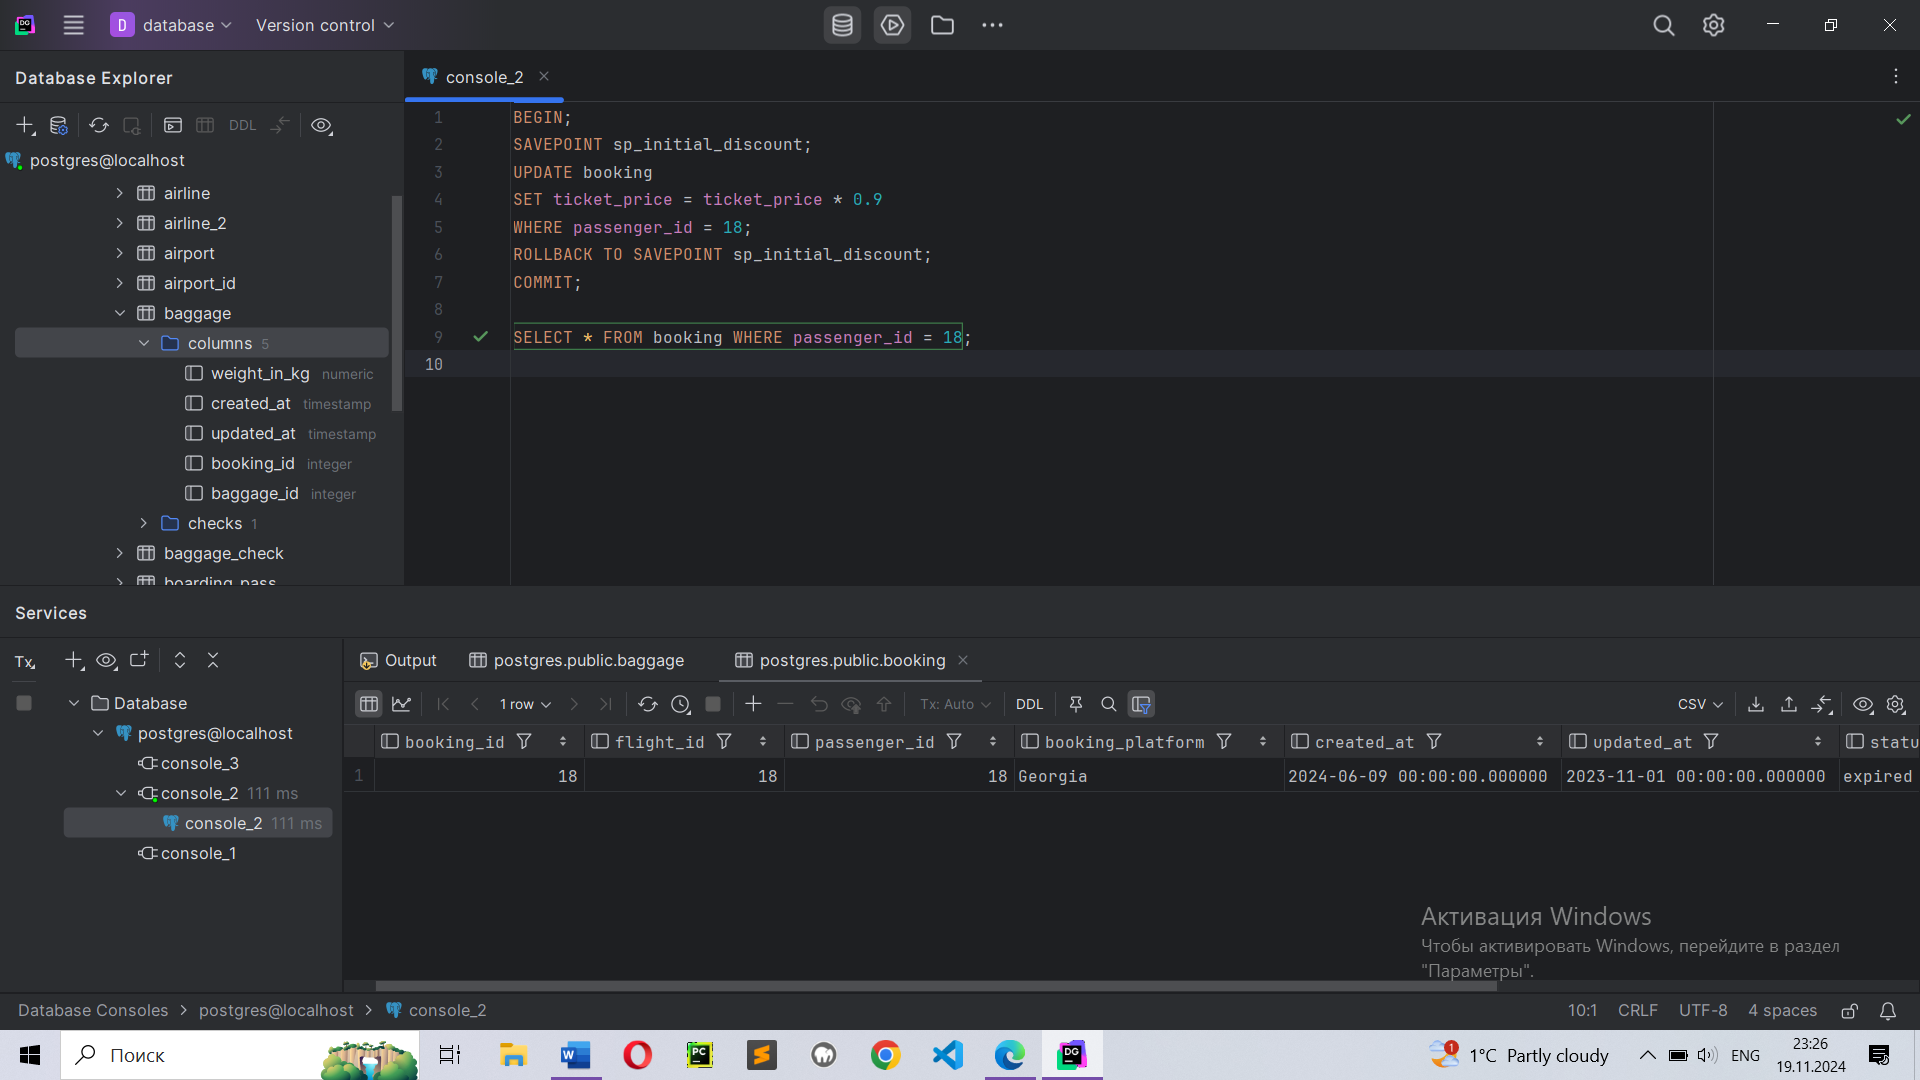 D database Version control
Database Explorer
console_2
DDL
postgres@localhost
airline
airline_2
airport
airport_id
baggage
columns 5
weight_in_kg numeric
created_at timestamp
updated_at timestamp
booking_id integer
baggage_id integer
checks 1
baggage_check
boarding_pass
1 BEGIN;
2 SAVEPOINT sp_initial_discount;
3 UPDATE booking
4 SET ticket_price = ticket_price * 0.9
5 WHERE passenger_id = 18;
6 ROLLBACK TO SAVEPOINT sp_initial_discount;
7 COMMIT;
8
9 SELECT * FROM booking WHERE passenger_id = 18;
10
Services
Tx
Database
postgres@localhost
console_3
console_2 111 ms
console_2 111 ms
console_1
Output postgres.public.baggage postgres.public.booking
1 row Tx: Auto DDL CSV
booking_id flight_id passenger_id booking_platform created_at updated_at statu
1 18 18 18 Georgia 2024-06-09 00:00:00.000000 2023-11-01 00:00:00.000000 expired
Активация Windows
Чтобы активировать Windows, перейдите в раздел
"Параметры".
Database Consoles > postgres@localhost > console_2
10:1 CRLF UTF-8 4 spaces
Поиск
W
PC
DG
1
1°C Partly cloudy
ENG
23:26
19.11.2024